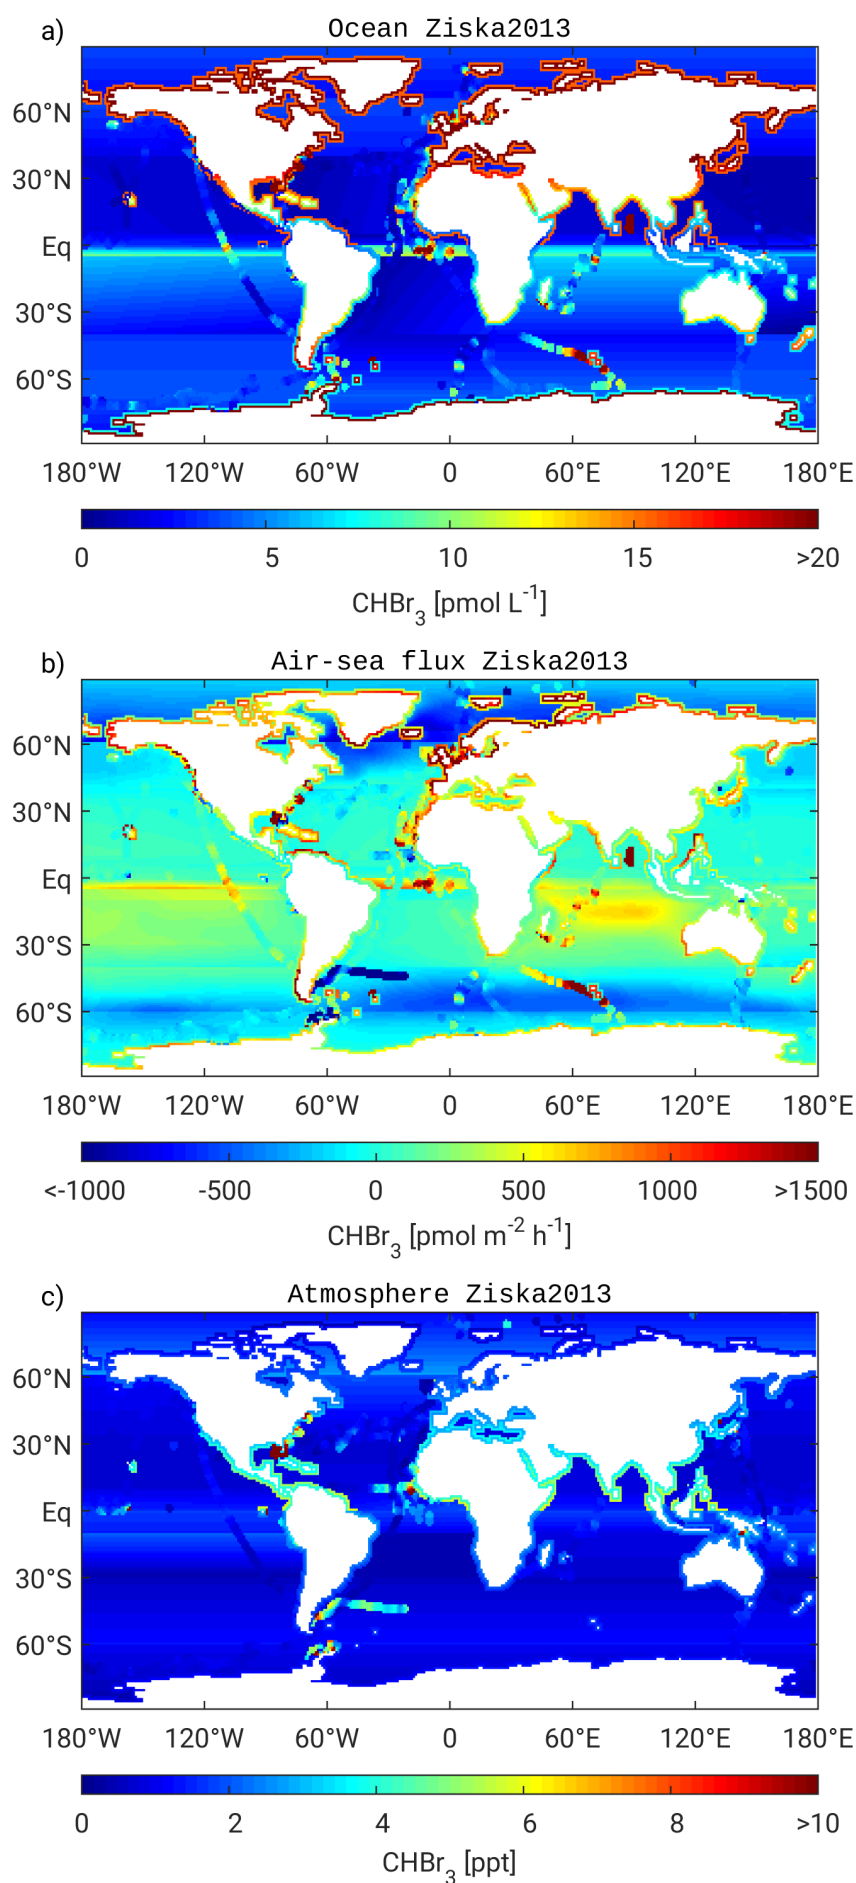 a) Ocean Ziska2013
60°N
30°N
Eq
30°S
60°S
180°W 120°W 60°W 0 60°E 120°E 180°E
0 5 10 15 >20
CHBr3 [pmol L-1]
b) Air-sea flux Ziska2013
60°N
30°N
Eq
30°S
60°S
180°W 120°W 60°W 0 60°E 120°E 180°E
<-1000 -500 0 500 1000 >1500
CHBr3 [pmol m-2 h-1]
c) Atmosphere Ziska2013
60°N
30°N
Eq
30°S
60°S
180°W 120°W 60°W 0 60°E 120°E 180°E
0 2 4 6 8 >10
CHBr3 [ppt]